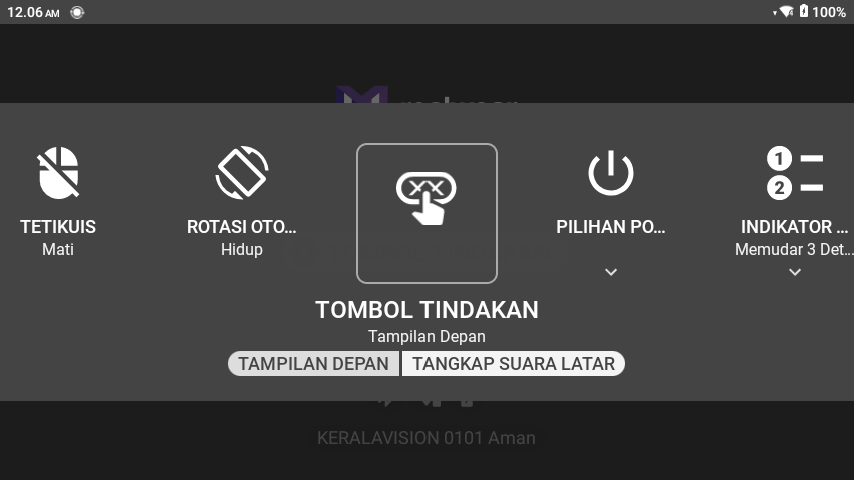 12.06 AM
100%
TETIKUIS
Mati
ROTASI OTO...
Hidup
PILIHAN PO...
INDIKATOR ...
Memudar 3 Det...
1
2
TOMBOL TINDAKAN
Tampilan Depan
TAMPILAN DEPAN
TANGKAP SUARA LATAR
KERALAVISION 0101 Aman